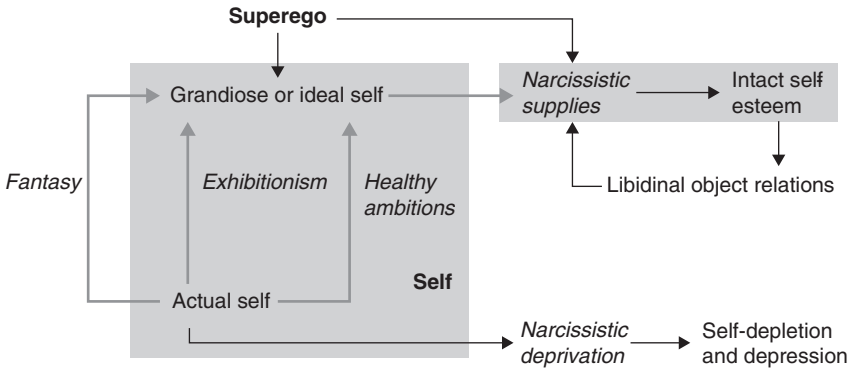 Superego
Grandiose or ideal self
Narcissistic
supplies
Intact self
esteem
Fantasy
Exhibitionism
Healthy
ambitions
Libidinal object relations
Self
Actual self
Narcissistic
deprivation
Self-depletion
and depression